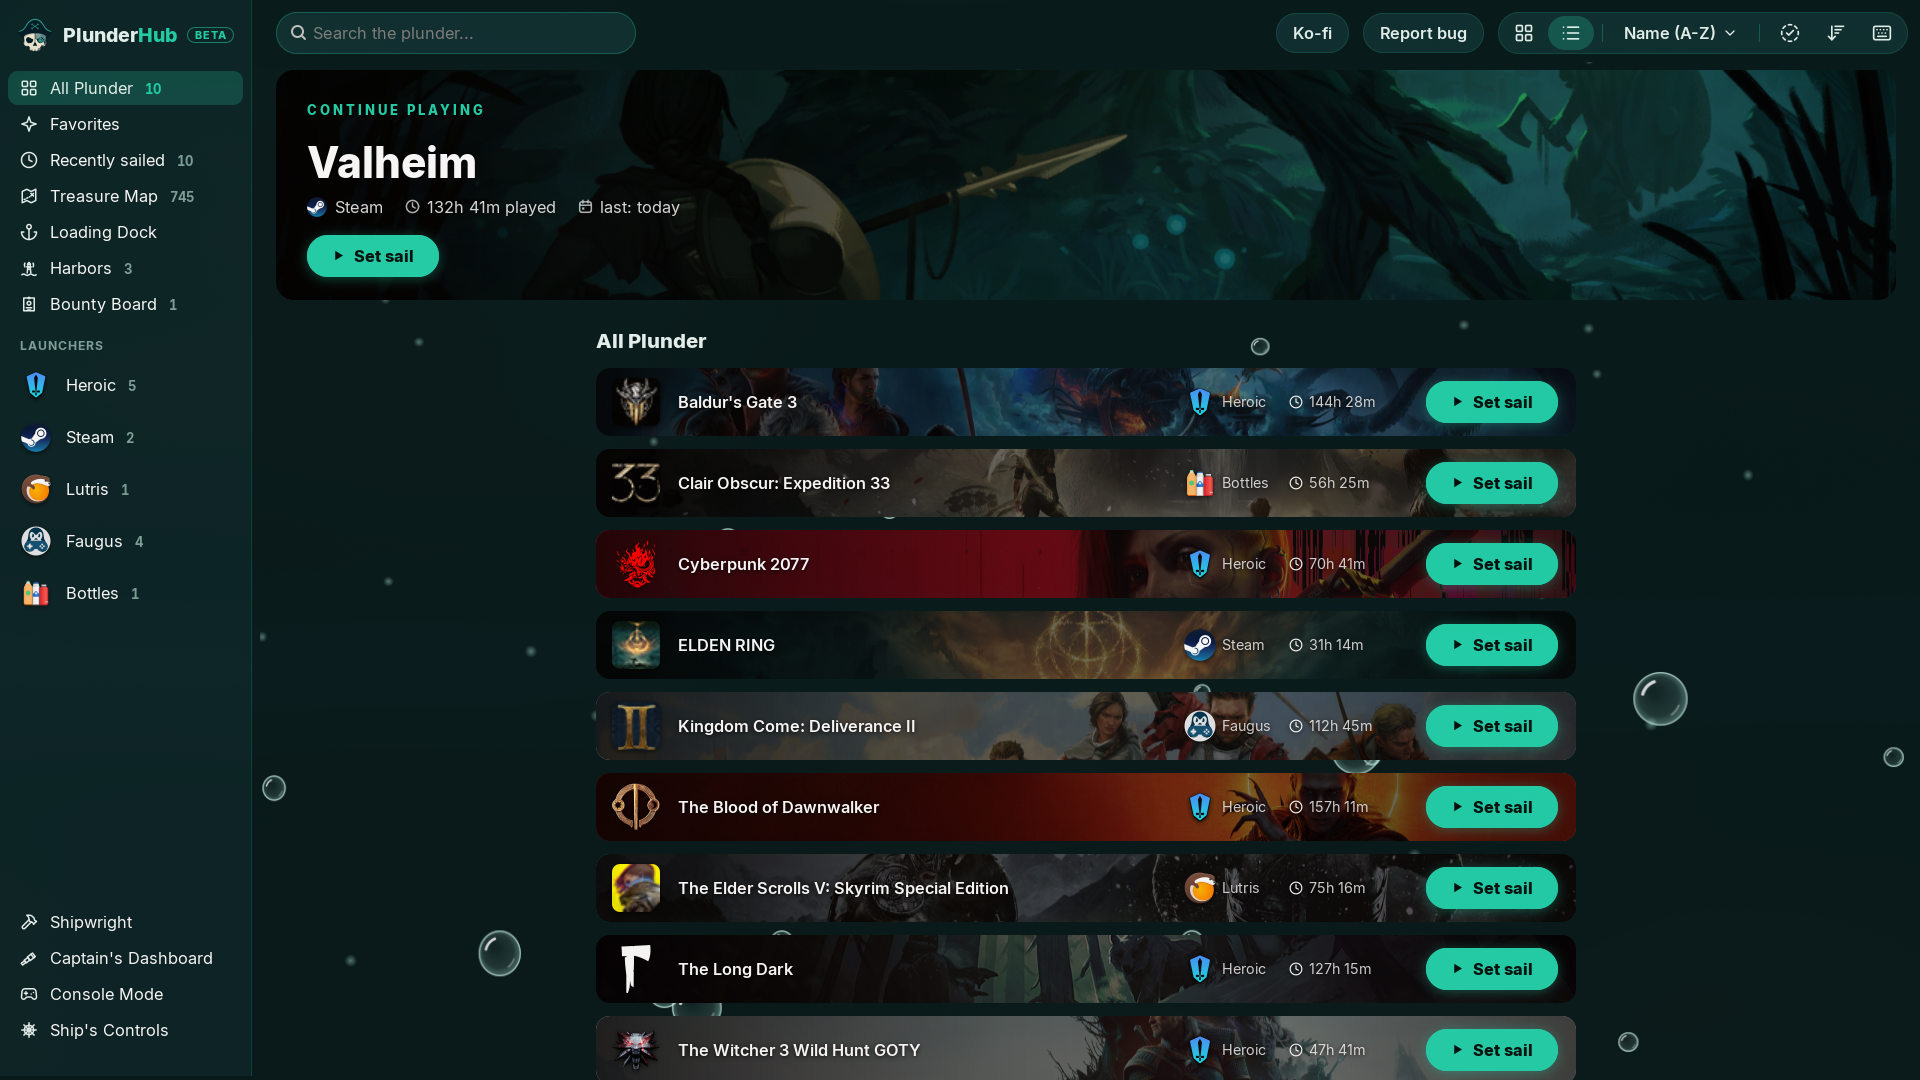 PlunderHub BETA
Search the plunder...
Ko-fi
Report bug
Name (A-Z)
All Plunder 10
Favorites
Recently sailed 10
Treasure Map 745
Loading Dock
Harbors 3
Bounty Board 1
LAUNCHERS
Heroic 5
Steam 2
Lutris 1
Faugus 4
Bottles 1
Shipwright
Captain's Dashboard
Console Mode
Ship's Controls
CONTINUE PLAYING
Valheim
Steam 132h 41m played last: today
Set sail
All Plunder
Baldur's Gate 3 Heroic 144h 28m Set sail
33 Clair Obscur: Expedition 33 Bottles 56h 25m Set sail
Cyberpunk 2077 Heroic 70h 41m Set sail
ELDEN RING Steam 31h 14m Set sail
II Kingdom Come: Deliverance II Faugus 112h 45m Set sail
The Blood of Dawnwalker Heroic 157h 11m Set sail
The Elder Scrolls V: Skyrim Special Edition Lutris 75h 16m Set sail
The Long Dark Heroic 127h 15m Set sail
The Witcher 3 Wild Hunt GOTY Heroic 47h 41m Set sail